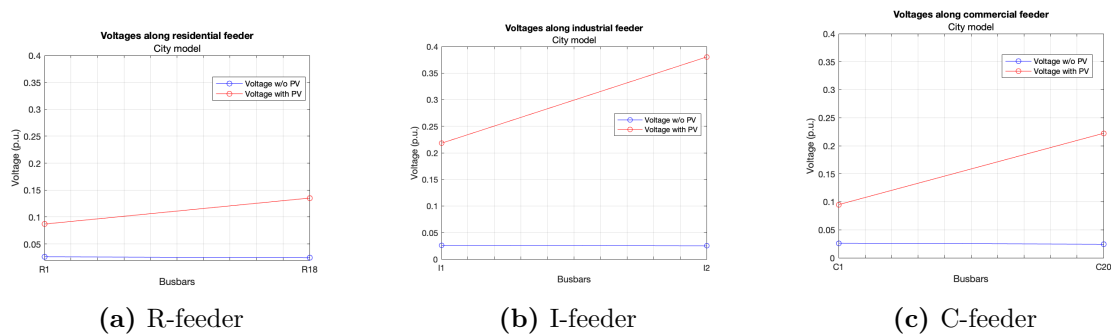 Voltages along residential feeder
City model
0.4
0.35
0.3
0.25
0.2
0.15
0.1
0.05
Voltage (p.u.)
Voltage w/o PV
Voltage with PV
R1
R18
Busbars
(a) R-feeder
Voltages along industrial feeder
City model
0.4
0.35
0.3
0.25
0.2
0.15
0.1
0.05
0
Voltage (p.u.)
Voltage w/o PV
Voltage with PV
I1
I2
Busbars
(b) I-feeder
Voltages along commercial feeder
City model
0.4
0.35
0.3
0.25
0.2
0.15
0.1
0.05
0
Voltage (p.u.)
Voltage w/o PV
Voltage with PV
C1
C20
Busbars
(c) C-feeder